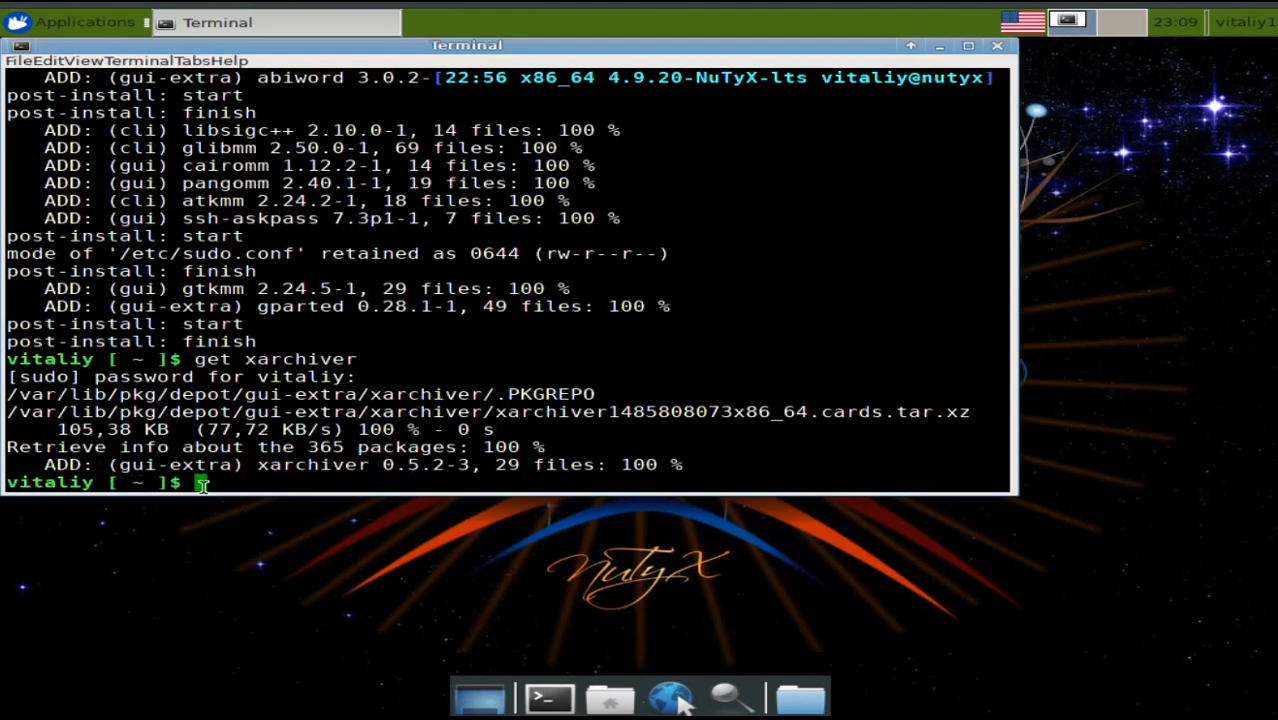 Applications
Terminal
23:09
vitaliy1
Terminal
FileEditViewTerminalTabsHelp
ADD: (gui-extra) abiword 3.0.2-[22:56 x86_64 4.9.20-NuTyX-lts vitaliy@nutyx]
post-install: start
post-install: finish
ADD: (cli) libsigc++ 2.10.0-1, 14 files: 100 %
ADD: (cli) glibmm 2.50.0-1, 69 files: 100 %
ADD: (gui) cairomm 1.12.2-1, 14 files: 100 %
ADD: (gui) pangomm 2.40.1-1, 19 files: 100 %
ADD: (gui) atkmm 2.24.2-1, 18 files: 100 %
ADD: (gui) ssh-askpass 7.3p1-1, 7 files: 100 %
post-install: start
mode of '/etc/sudo.conf' retained as 0644 (rw-r--r--)
post-install: finish
ADD: (gui) gtkmm 2.24.5-1, 29 files: 100 %
ADD: (gui-extra) gparted 0.28.1-1, 49 files: 100 %
post-install: start
post-install: finish
vitaliy [ ~ ]$ get xarchiver
[sudo] password for vitaliy:
/var/lib/pkg/depot/gui-extra/xarchiver/.PKGREPO
/var/lib/pkg/depot/gui-extra/xarchiver/xarchiver1485808073x86_64.cards.tar.xz
105,38 KB (77,72 KB/s) 100 % - 0 s
Retrieve info about the 365 packages: 100 %
ADD: (gui-extra) xarchiver 0.5.2-3, 29 files: 100 %
vitaliy [ ~ ]$
NuTyX